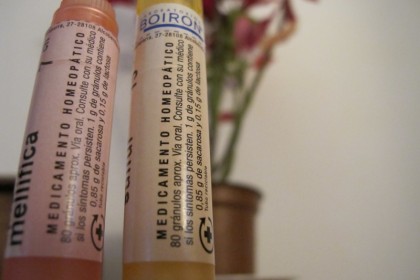 mellifica
MEDICAMENTO HOMEOPÁTICO
80 gránulos aprox. Vía oral. Consulte con su médico
si los síntomas persisten. 1 g de gránulos contiene
0,85 g de sacarosa y 0,15 g de lactosa
BOIRON
MEDICAMENTO HOMEOPÁTICO
80 gránulos aprox. Vía oral. Consulte con su médico
si los síntomas persisten. 1 g de gránulos contiene
0,85 g de sacarosa y 0,15 g de lactosa